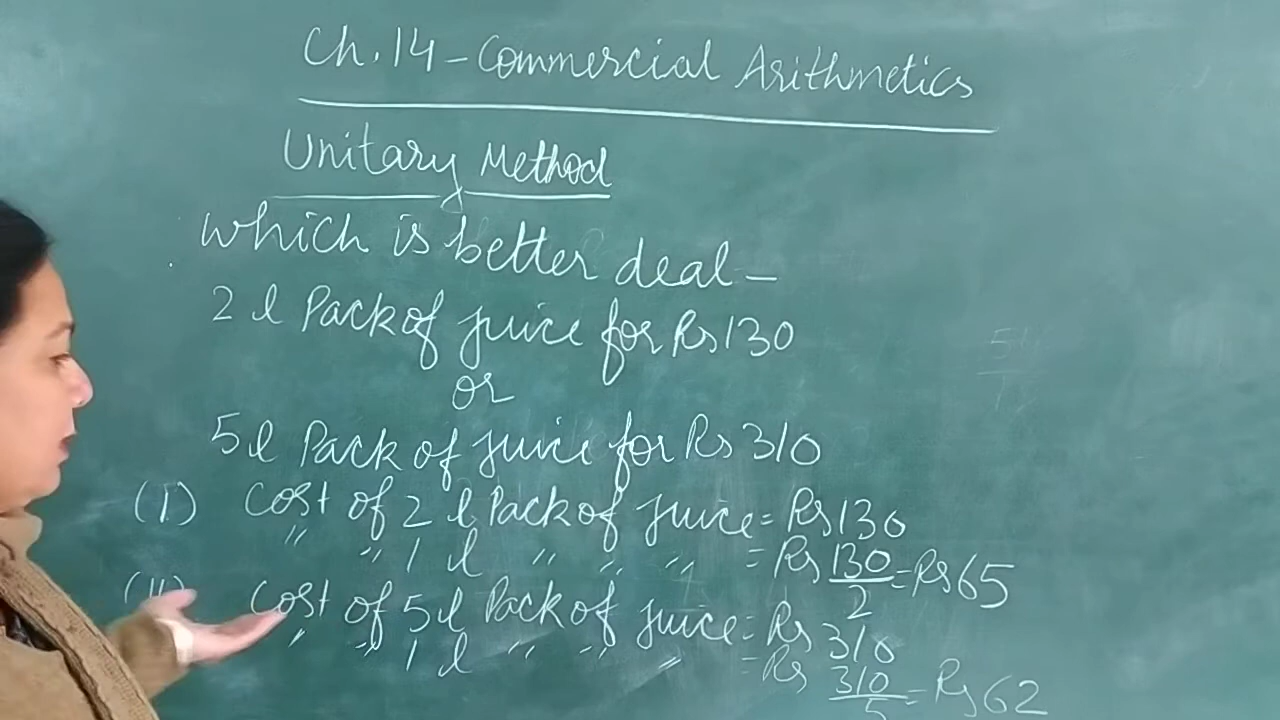 Ch.14 - Commercial Arithmetics
Unitary Method
which is better deal -
2 l Pack of juice for Rs 130
or
5 l Pack of juice for Rs 310
(I) Cost of 2 l Pack of juice = Rs 130
" " 1 l " " " = Rs 130/2 = Rs 65
(II) Cost of 5 l Pack of juice = Rs 310
" " 1 l " " " = Rs 310/5 = Rs 62